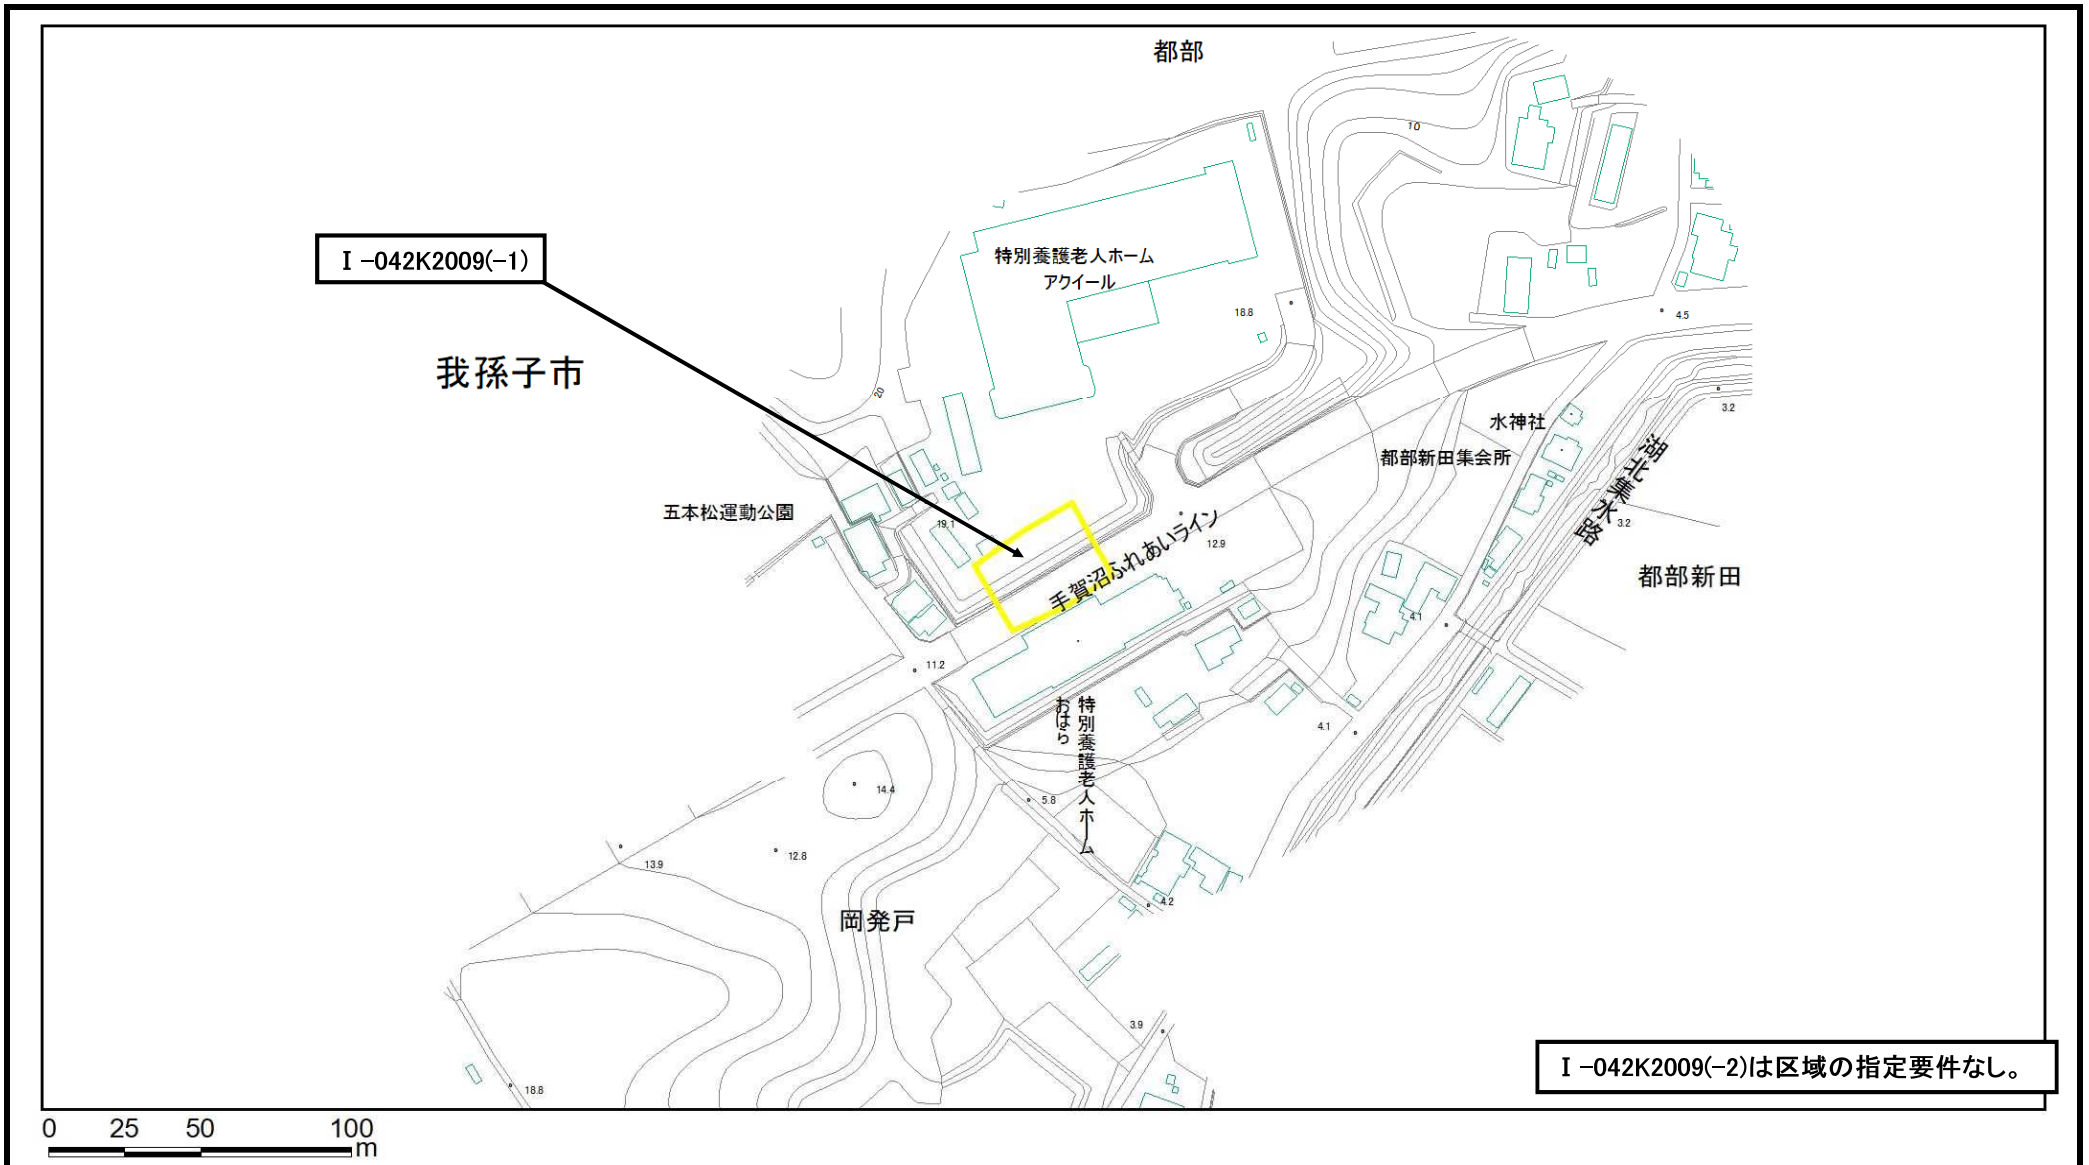 都部
10
Ⅰ-042K2009(-1)
特別養護老人ホーム
アクイール
18.8
4.5
我孫子市
20
3.2
水神社
都部新田集会所
湖北集水路
五本松運動公園
19.1
3.2
手賀沼ふれあいライン
12.9
都部新田
4.1
11.2
特別養護老人ホーム
おはら
4.1
14.4
5.8
12.8
13.9
4.2
岡発戸
3.9
Ⅰ-042K2009(-2)は区域の指定要件なし。
18.8
0 25 50 100
m